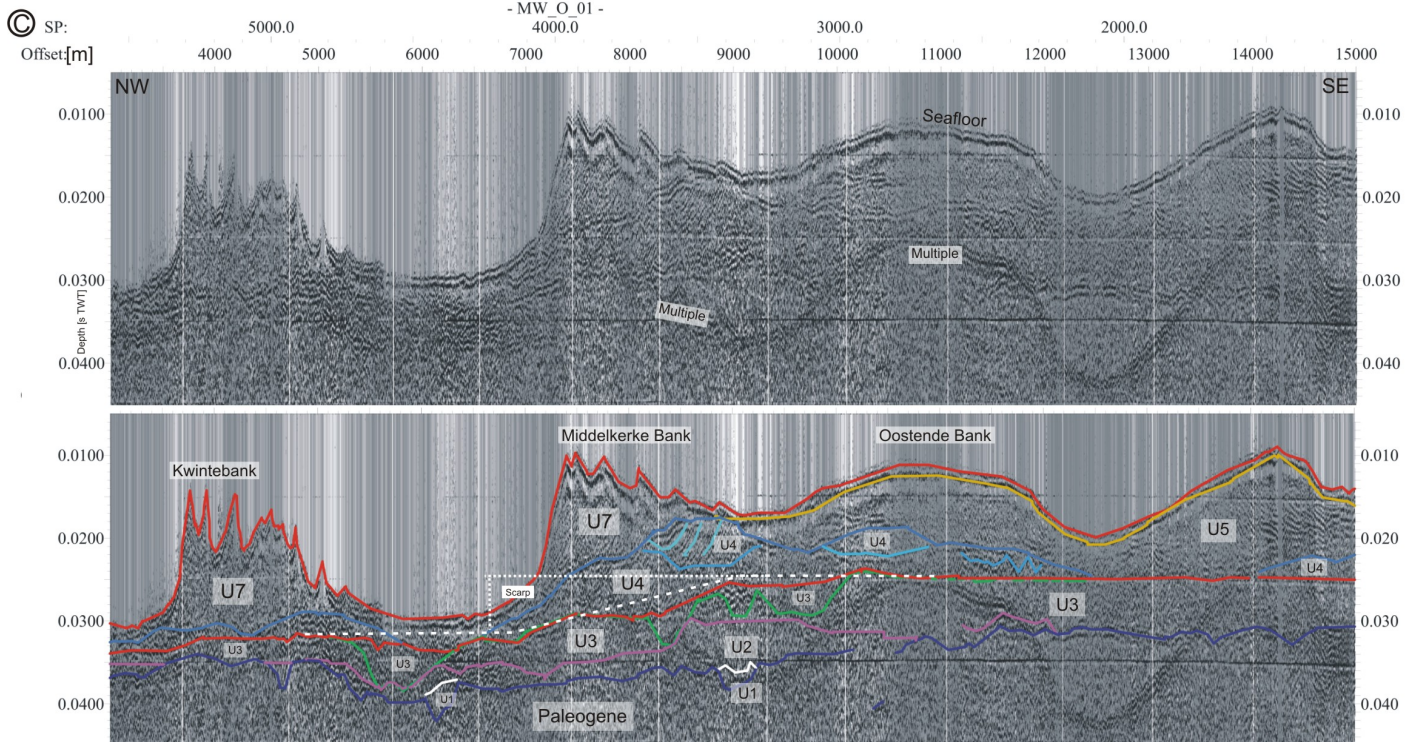 - MW_O_01 -
© SP: 5000.0 4000.0 3000.0 2000.0
Offset:[m] 4000 5000 6000 7000 8000 9000 10000 11000 12000 13000 14000 15000
NW SE
0.0100 Seafloor 0.010
0.0200 0.020
Multiple
0.0300 0.030
Depth [s TWT]
Multiple
0.0400 0.040
Middelkerke Bank Oostende Bank
0.0100 Kwintebank 0.010
U7 U5
0.0200 U4 U4 0.020
U4
U7 U4
Scarp U3 U3
0.0300 0.030
U3 U3 U2
U3
U1 U1
0.0400 Paleogene 0.040